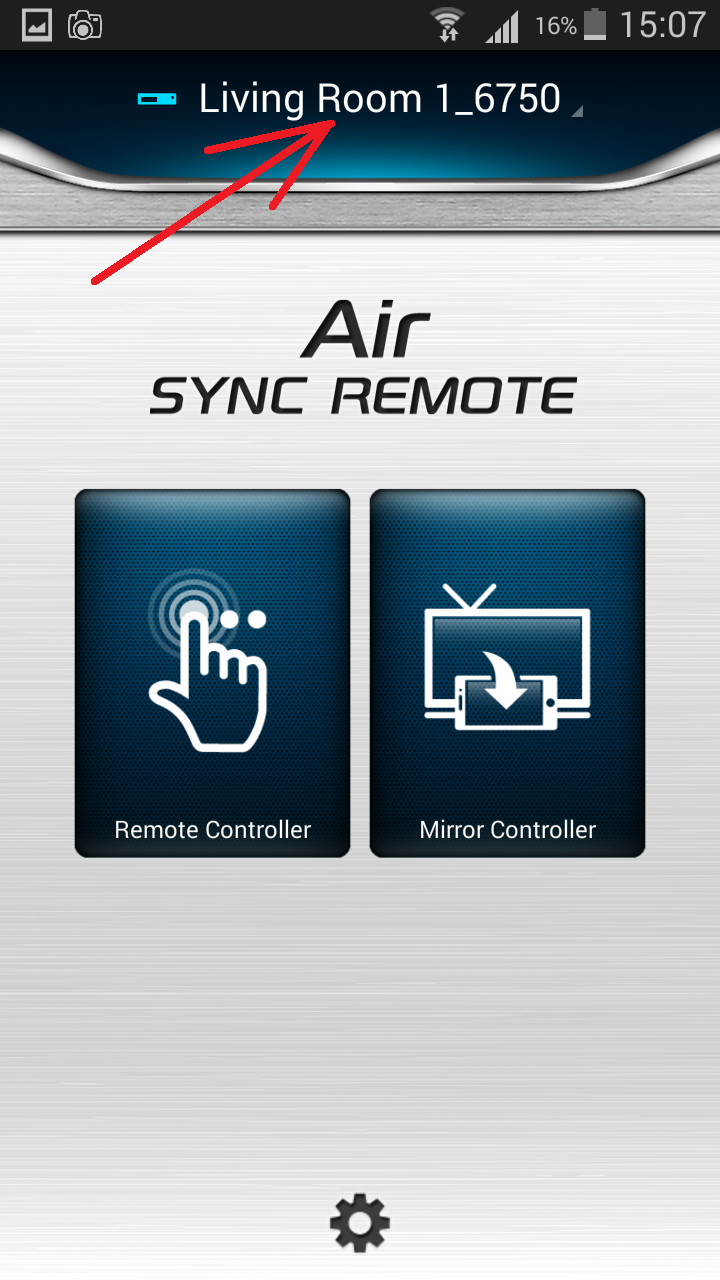 16% 15:07
Living Room 1_6750
Air
SYNC REMOTE
Remote Controller Mirror Controller